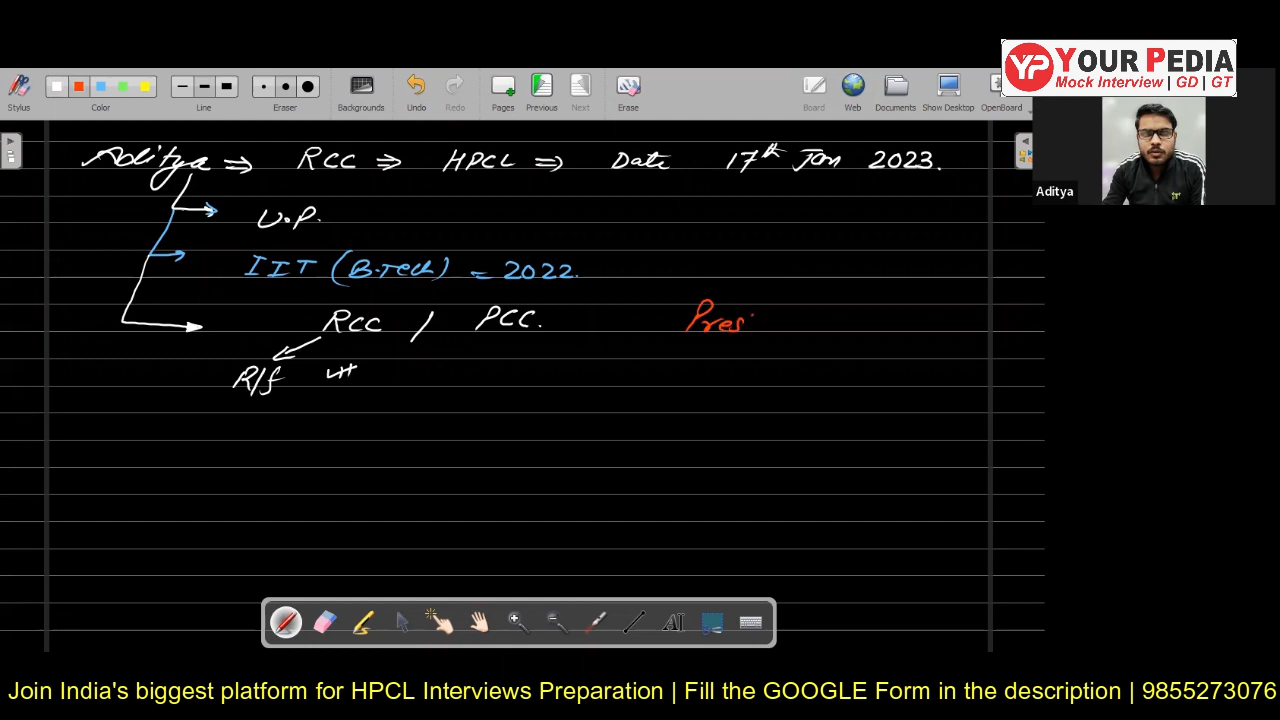 YP YOUR PEDIA
Mock Interview | GD | GT
Stylus Color Line Eraser Backgrounds Undo Redo Pages Previous Next Erase Board Web Documents Show Desktop OpenBoard
Aditya ⇒ RCC ⇒ HPCL ⇒ Date 17th Jan 2023.
Aditya
U.P.
IIT (B.Tech) = 2022.
RCC / PCC. Pres
R/f
Join India's biggest platform for HPCL Interviews Preparation | Fill the GOOGLE Form in the description | 9855273076